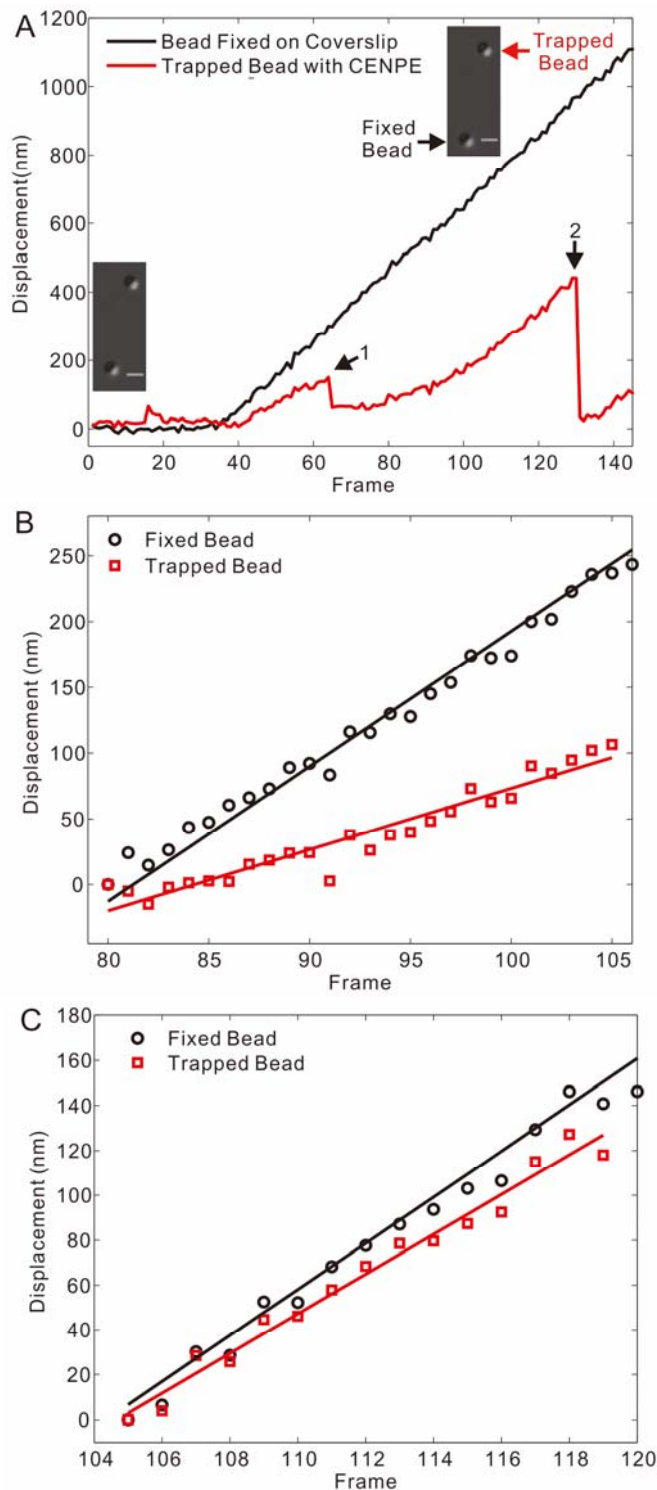 A
Bead Fixed on Coverslip
Trapped Bead with CENPE
Trapped
Bead
Fixed
Bead
1
2
Displacement(nm)
1200
1000
800
600
400
200
0
0 20 40 60 80 100 120 140
Frame
B
Fixed Bead
Trapped Bead
Displacement (nm)
250
200
150
100
50
0
80 85 90 95 100 105
Frame
C
Fixed Bead
Trapped Bead
Displacement (nm)
180
160
140
120
100
80
60
40
20
0
104 106 108 110 112 114 116 118 120
Frame